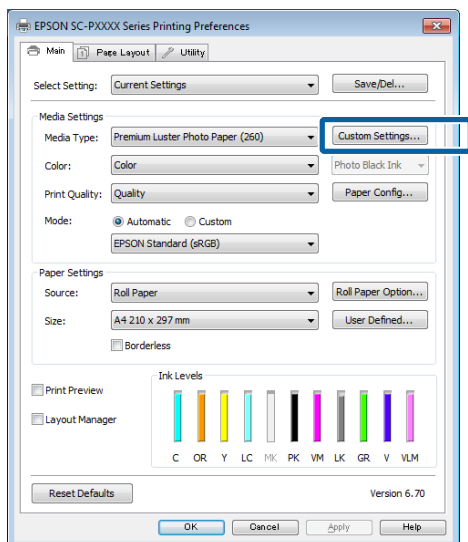 EPSON SC-PXXXX Series Printing Preferences
Main Page Layout Utility
Select Setting: Current Settings Save/Del...
Media Settings
Media Type: Premium Luster Photo Paper (260) Custom Settings...
Color: Color Photo Black Ink
Print Quality: Quality Paper Config...
Mode: Automatic Custom
EPSON Standard (sRGB)
Paper Settings
Source: Roll Paper Roll Paper Option...
Size: A4 210 x 297 mm User Defined...
Borderless
Ink Levels
Print Preview
Layout Manager
C OR Y LC MK PK VM LK GR V VLM
Reset Defaults Version 6.70
OK Cancel Apply Help